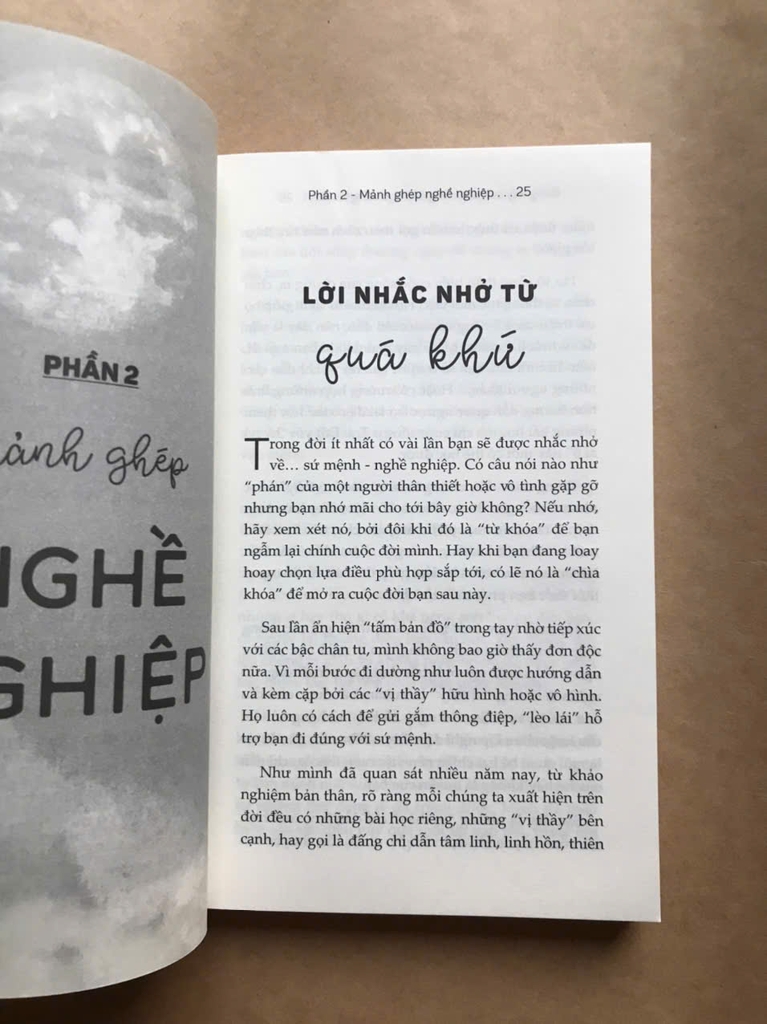 PHẦN 2
ảnh ghép
NGHỀ
GHIỆP
Phần 2 - Mảnh ghép nghề nghiệp . . . 25
LỜI NHẮC NHỞ TỪ
quá khứ
Trong đời ít nhất có vài lần bạn sẽ được nhắc nhở
về... sứ mệnh - nghề nghiệp. Có câu nói nào như
“phán” của một người thân thiết hoặc vô tình gặp gỡ
nhưng bạn nhớ mãi cho tới bây giờ không? Nếu nhớ,
hãy xem xét nó, bởi đôi khi đó là “từ khóa” để bạn
ngẫm lại chính cuộc đời mình. Hay khi bạn đang loay
hoay chọn lựa điều phù hợp sắp tới, có lẽ nó là “chìa
khóa” để mở ra cuộc đời bạn sau này.
Sau lần ẩn hiện “tấm bản đồ” trong tay nhờ tiếp xúc
với các bậc chân tu, mình không bao giờ thấy đơn độc
nữa. Vì mỗi bước đi dường như luôn được hướng dẫn
và kèm cặp bởi các “vị thầy” hữu hình hoặc vô hình.
Họ luôn có cách để gửi gắm thông điệp, “lèo lái” hỗ
trợ bạn đi đúng với sứ mệnh.
Như mình đã quan sát nhiều năm nay, từ khảo
nghiệm bản thân, rõ ràng mỗi chúng ta xuất hiện trên
đời đều có những bài học riêng, những “vị thầy” bên
cạnh, hay gọi là đấng chi dẫn tâm linh, linh hồn, thiên